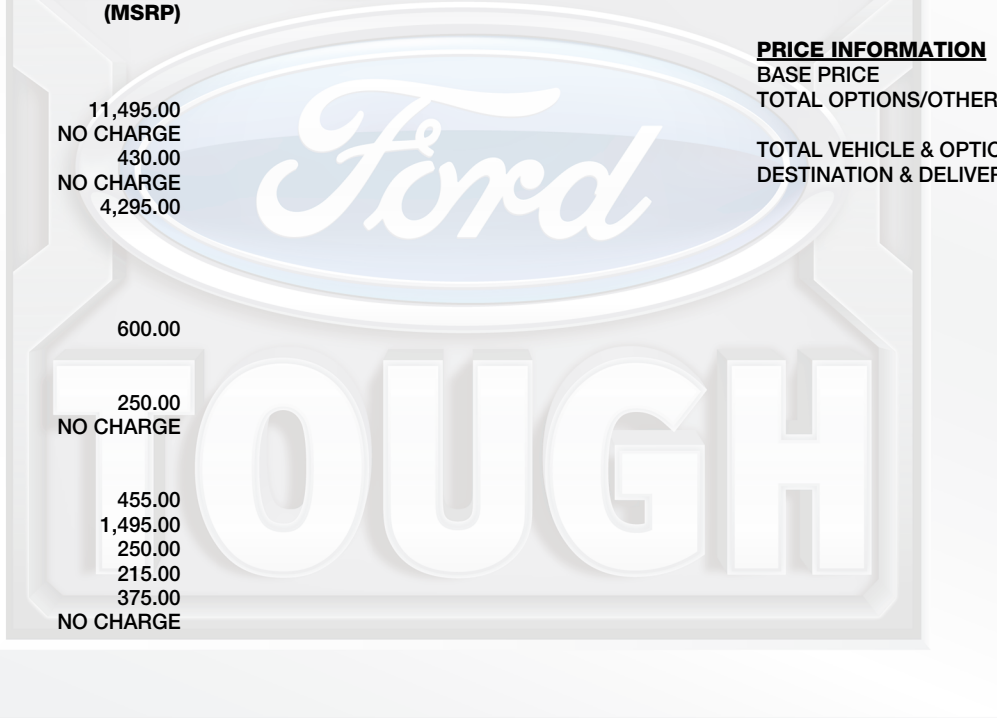 (MSRP)
11,495.00
NO CHARGE
430.00
NO CHARGE
4,295.00
600.00
250.00
NO CHARGE
455.00
1,495.00
250.00
215.00
375.00
NO CHARGE
PRICE INFORMATION
BASE PRICE
TOTAL OPTIONS/OTHER
TOTAL VEHICLE & OPTIO
DESTINATION & DELIVER
Ford
TOUGH